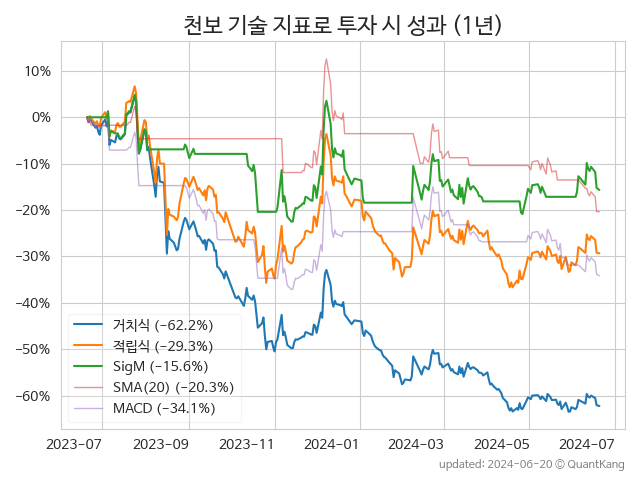 천보 기술 지표로 투자 시 성과 (1년)
10%
0%
−10%
−20%
−30%
−40%
−50%
−60%
거치식 (−62.2%)
적립식 (−29.3%)
SigM (−15.6%)
SMA(20) (−20.3%)
MACD (−34.1%)
2023−07 2023−09 2023−11 2024−01 2024−03 2024−05 2024−07
updated: 2024−06−20 © QuantKang